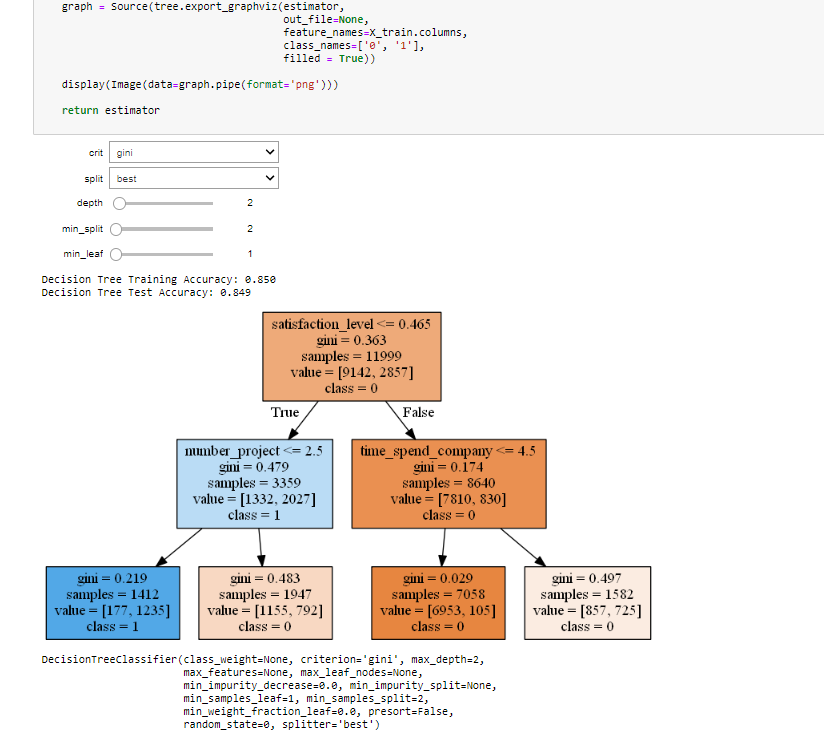 graph = Source(tree.export_graphviz(estimator,
out_file=None,
feature_names=X_train.columns,
class_names=['0', '1'],
filled = True))
display(Image(data=graph.pipe(format='png')))
return estimator
crit gini
split best
depth 2
min_split 2
min_leaf 1
Decision Tree Training Accuracy: 0.850
Decision Tree Test Accuracy: 0.849
satisfaction_level <= 0.465
gini = 0.363
samples = 11999
value = [9142, 2857]
class = 0
True
False
number_project <= 2.5
gini = 0.479
samples = 3359
value = [1332, 2027]
class = 1
time_spend_company <= 4.5
gini = 0.174
samples = 8640
value = [7810, 830]
class = 0
gini = 0.219
samples = 1412
value = [177, 1235]
class = 1
gini = 0.483
samples = 1947
value = [1155, 792]
class = 0
gini = 0.029
samples = 7058
value = [6953, 105]
class = 0
gini = 0.497
samples = 1582
value = [857, 725]
class = 0
DecisionTreeClassifier(class_weight=None, criterion='gini', max_depth=2,
max_features=None, max_leaf_nodes=None,
min_impurity_decrease=0.0, min_impurity_split=None,
min_samples_leaf=1, min_samples_split=2,
min_weight_fraction_leaf=0.0, presort=False,
random_state=0, splitter='best')